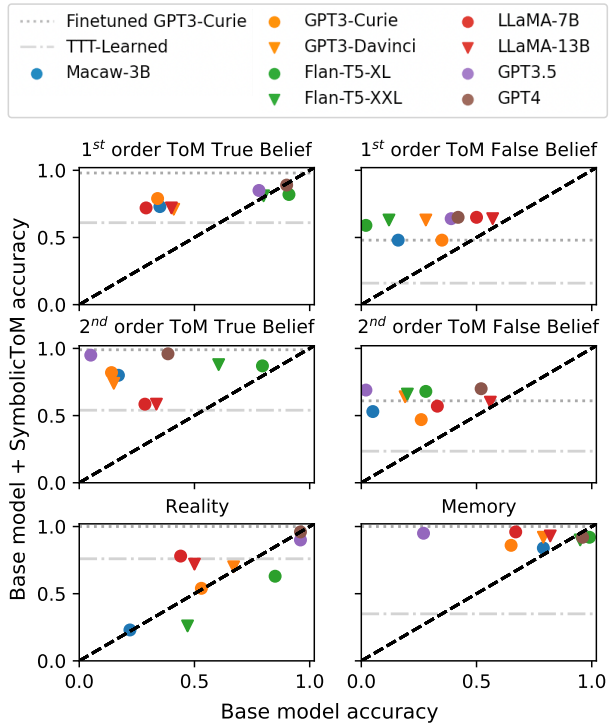 Finetuned GPT3-Curie
TTT-Learned
Macaw-3B
GPT3-Curie
GPT3-Davinci
Flan-T5-XL
Flan-T5-XXL
LLaMA-7B
LLaMA-13B
GPT3.5
GPT4
1st order ToM True Belief
1st order ToM False Belief
1.0
0.5
0.0
2nd order ToM True Belief
2nd order ToM False Belief
1.0
0.5
0.0
Reality
Memory
1.0
0.5
0.0
0.0 0.5 1.0
0.0 0.5 1.0
Base model + SymbolicToM accuracy
Base model accuracy